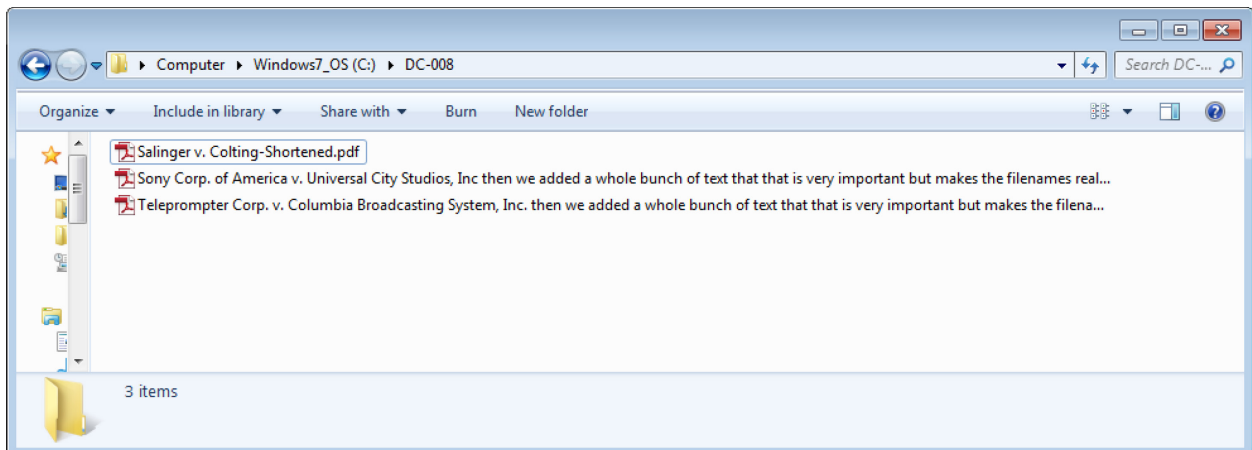 Computer Windows7_OS (C:) DC-008 Search DC-...
Organize Include in library Share with Burn New folder
Salinger v. Colting-Shortened.pdf
Sony Corp. of America v. Universal City Studios, Inc then we added a whole bunch of text that that is very important but makes the filenames real...
Teleprompter Corp. v. Columbia Broadcasting System, Inc. then we added a whole bunch of text that that is very important but makes the filena...
3 items